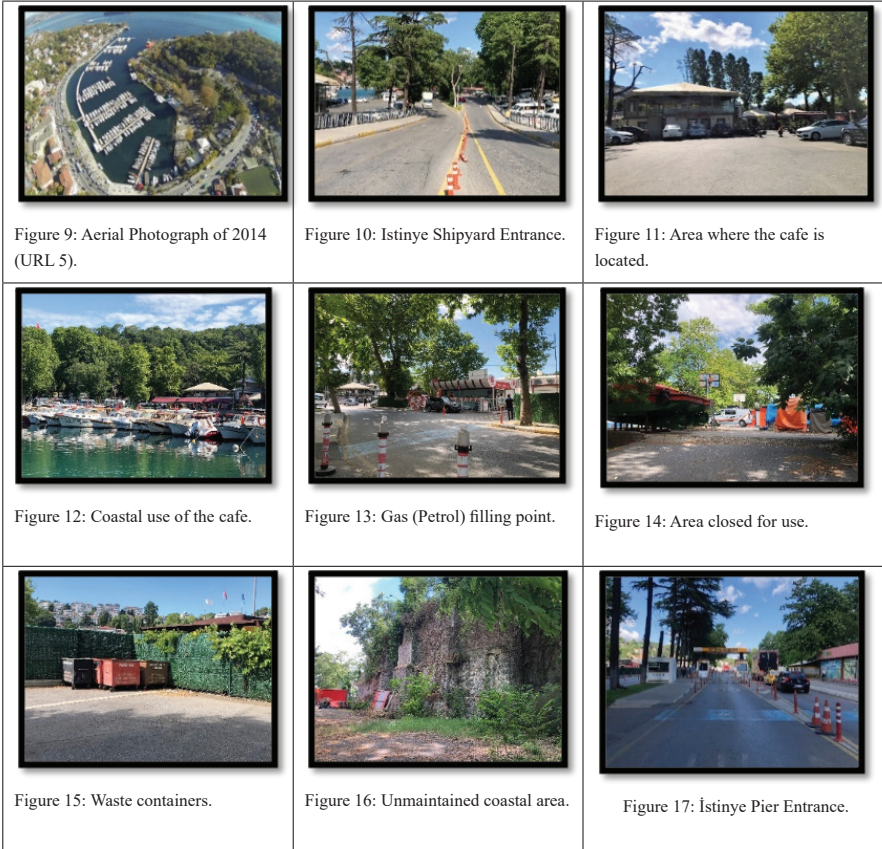 Figure 9: Aerial Photograph of 2014
(URL 5).
Figure 10: Istinye Shipyard Entrance.
Figure 11: Area where the cafe is
located.
Figure 12: Coastal use of the cafe.
Figure 13: Gas (Petrol) filling point.
Figure 14: Area closed for use.
Figure 15: Waste containers.
Figure 16: Unmaintained coastal area.
Figure 17: İstinye Pier Entrance.